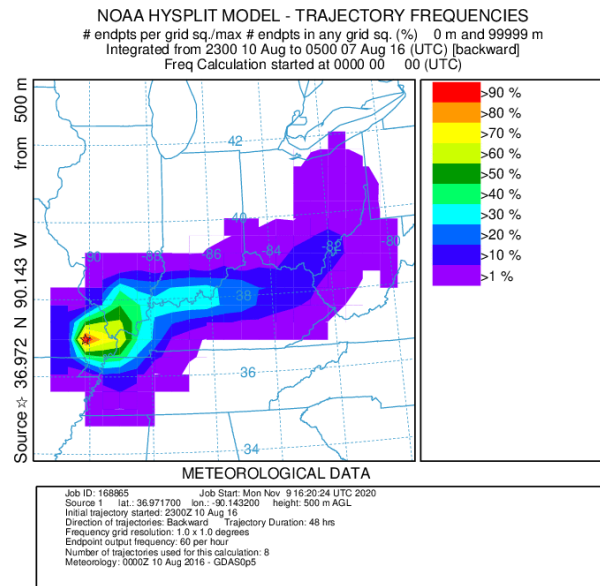 NOAA HYSPLIT MODEL - TRAJECTORY FREQUENCIES
# endpts per grid sq./max # endpts in any grid sq. (%)    0 m and 99999 m
Integrated from 2300 10 Aug to 0500 07 Aug 16 (UTC) [backward]
Freq Calculation started at 0000 00    00 (UTC)
Source ☆ 36.972 N 90.143 W    from 500 m
42
40
-90
-88
-86
-84
-82
-80
38
36
34
>90 %
>80 %
>70 %
>60 %
>50 %
>40 %
>30 %
>20 %
>10 %
>1 %
METEOROLOGICAL DATA
Job ID: 168865    Job Start: Mon Nov 9 16:20:24 UTC 2020
Source 1    lat.: 36.971700    lon.: -90.143200    height: 500 m AGL
Initial trajectory started: 2300Z 10 Aug 16
Direction of trajectories: Backward    Trajectory Duration: 48 hrs
Frequency grid resolution: 1.0 x 1.0 degrees
Endpoint output frequency: 60 per hour
Number of trajectories used for this calculation: 8
Meteorology: 0000Z 10 Aug 2016 - GDAS0p5